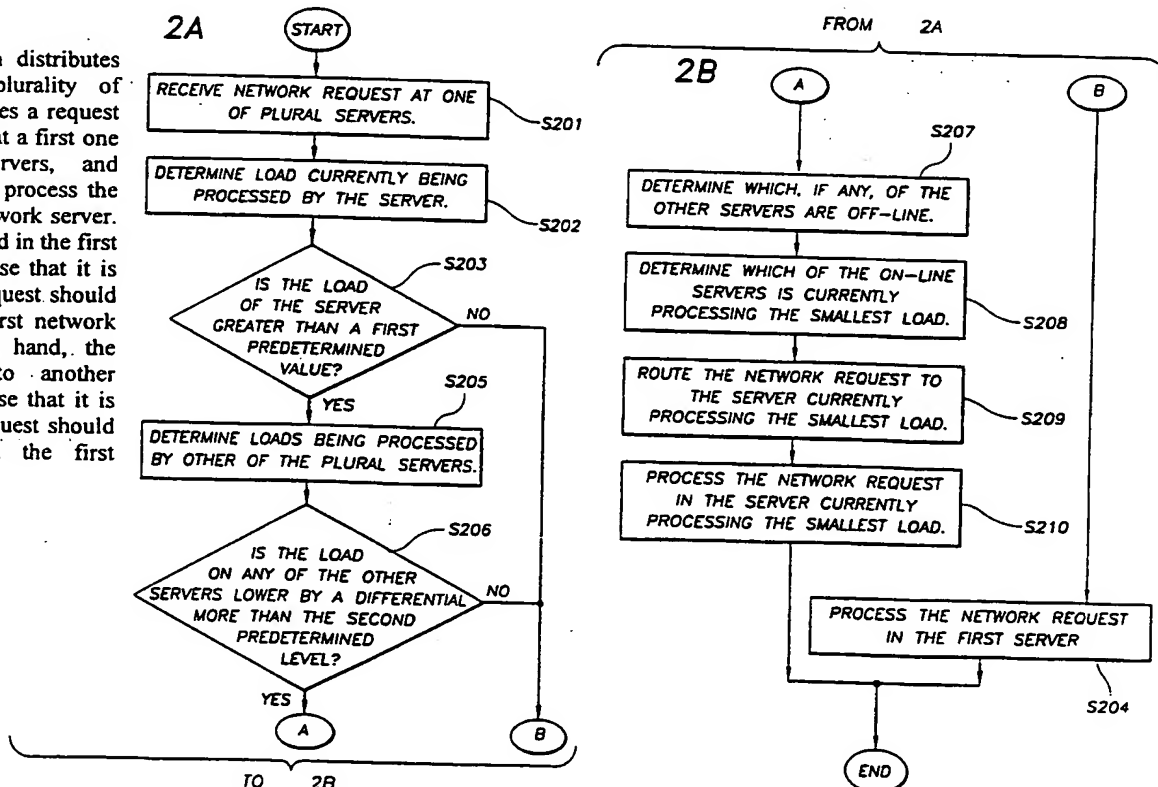 n distributes
plurality of
es a request
at a first one
rvers, and
process the
work server.
d in the first
se that it is
quest should
rst network
hand, the
to another
se that it is
quest should
the first
2A
START
RECEIVE NETWORK REQUEST AT ONE
OF PLURAL SERVERS.
S201
DETERMINE LOAD CURRENTLY BEING
PROCESSED BY THE SERVER.
S202
S203
IS THE LOAD
OF THE SERVER
GREATER THAN A FIRST
PREDETERMINED
VALUE?
NO
YES
S205
DETERMINE LOADS BEING PROCESSED
BY OTHER OF THE PLURAL SERVERS.
S206
IS THE LOAD
ON ANY OF THE OTHER
SERVERS LOWER BY A DIFFERENTIAL
MORE THAN THE SECOND
PREDETERMINED
LEVEL?
NO
YES
A
B
TO 2B
FROM 2A
2B
A
B
S207
DETERMINE WHICH, IF ANY, OF THE
OTHER SERVERS ARE OFF-LINE.
DETERMINE WHICH OF THE ON-LINE
SERVERS IS CURRENTLY
PROCESSING THE SMALLEST LOAD.
S208
ROUTE THE NETWORK REQUEST TO
THE SERVER CURRENTLY
PROCESSING THE SMALLEST LOAD.
S209
PROCESS THE NETWORK REQUEST
IN THE SERVER CURRENTLY
PROCESSING THE SMALLEST LOAD.
S210
PROCESS THE NETWORK REQUEST
IN THE FIRST SERVER
S204
END